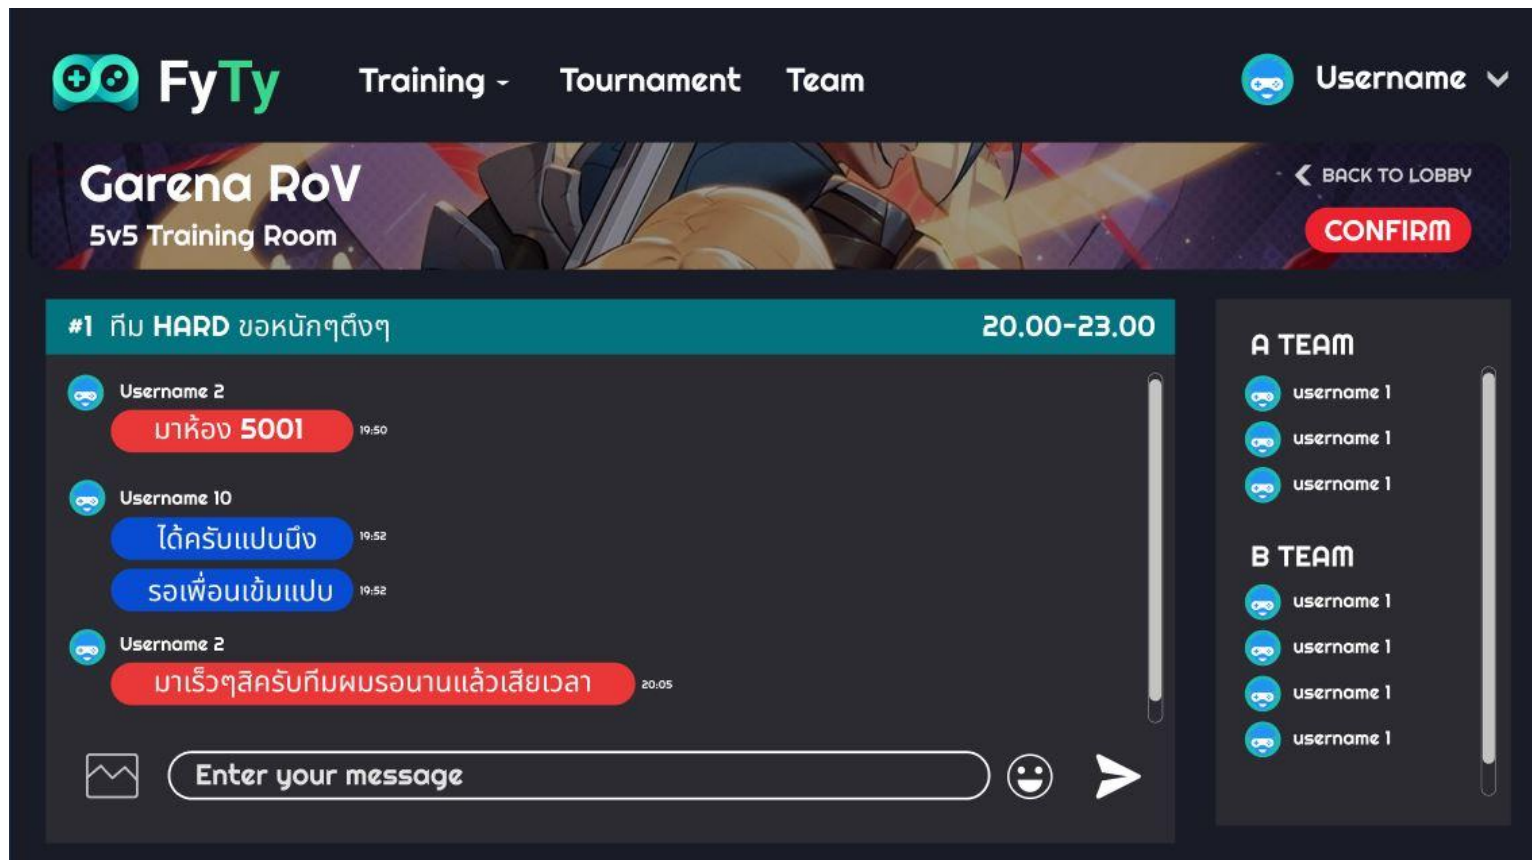 FyTy Training Tournament Team Username
Garena RoV
BACK TO LOBBY
5v5 Training Room
CONFIRM
#1 ทีม HARD ขอหนักๆตึงๆ 20.00-23.00
Username 2
มาห้อง 5001 19:50
Username 10
ได้ครับแปบนึง 19:52
รอเพื่อนเข้มแปบ 19:52
Username 2
มาเร็วๆสิครับทีมผมรอนานแล้วเสียเวลา 20:05
Enter your message
A TEAM
username 1
username 1
username 1
B TEAM
username 1
username 1
username 1
username 1